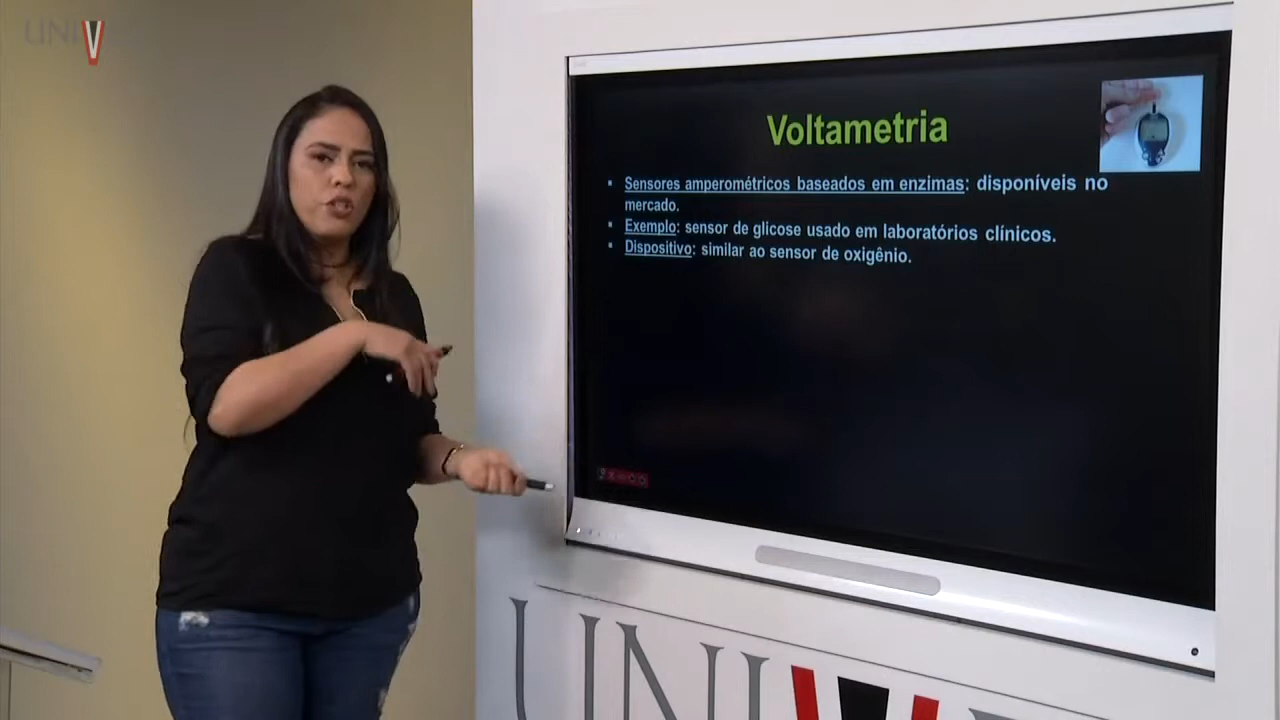 UNIV
Voltametria
Sensores amperométricos baseados em enzimas: disponíveis no
mercado.
Exemplo: sensor de glicose usado em laboratórios clínicos.
Dispositivo: similar ao sensor de oxigênio.
UNIV